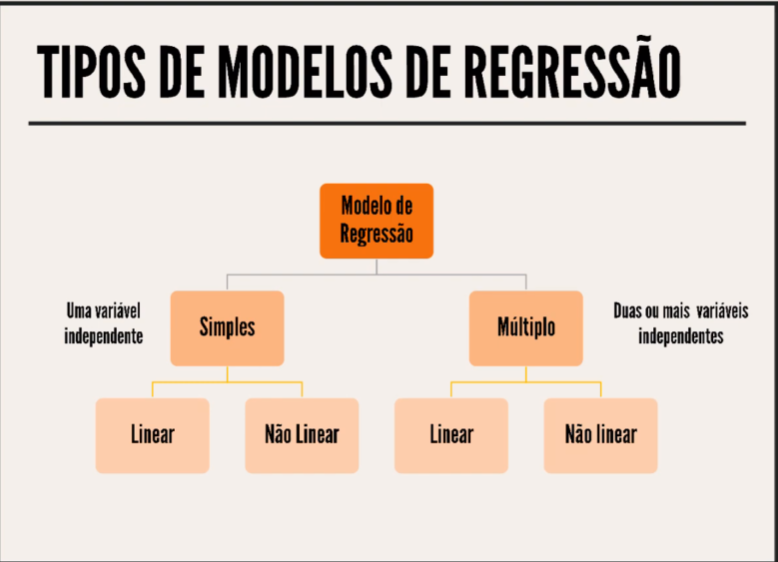 TIPOS DE MODELOS DE REGRESSÃO
Modelo de
Regressão
Uma variável
independente
Simples
Múltiplo
Duas ou mais variáveis
independentes
Linear
Não Linear
Linear
Não linear